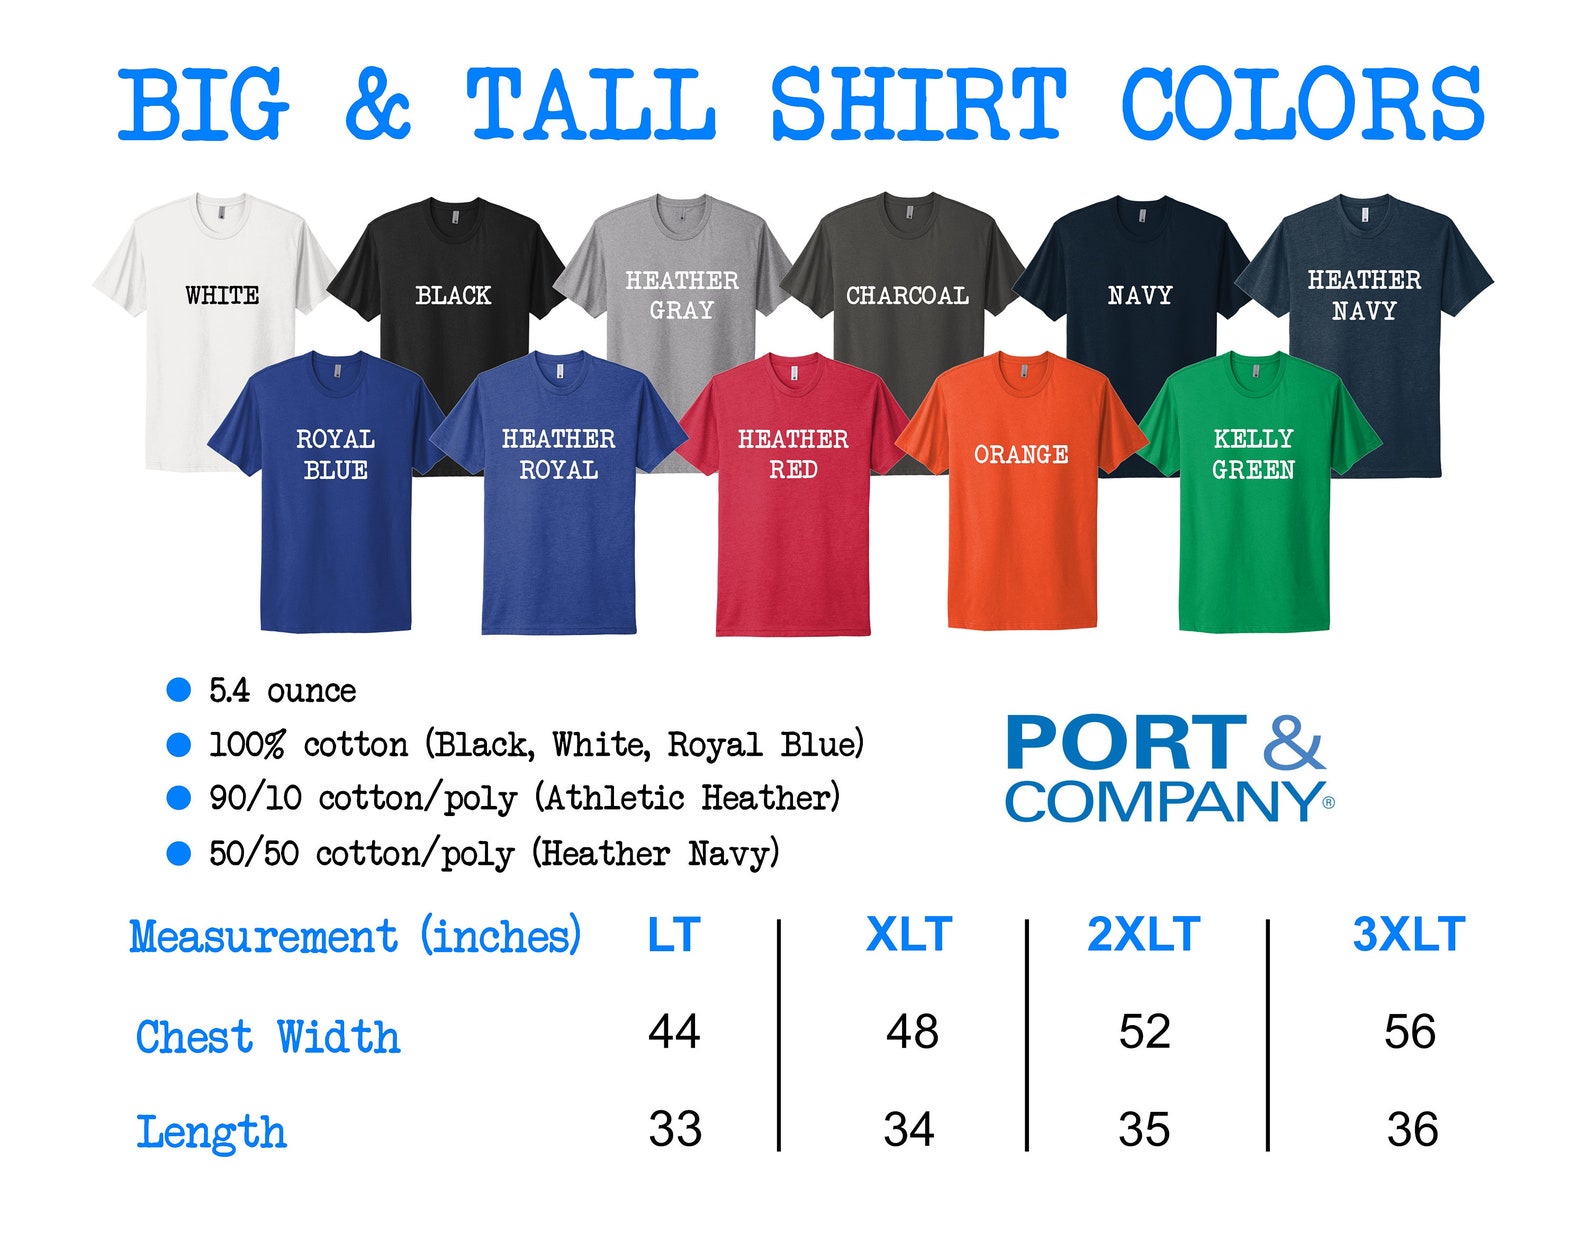 BIG & TALL SHIRT COLORS
WHITE
BLACK
HEATHER
GRAY
CHARCOAL
NAVY
HEATHER
NAVY
ROYAL
BLUE
HEATHER
ROYAL
HEATHER
RED
ORANGE
KELLY
GREEN
5.4 ounce
100% cotton (Black, White, Royal Blue)
90/10 cotton/poly (Athletic Heather)
50/50 cotton/poly (Heather Navy)
PORT &
COMPANY®
Measurement (inches) LT XLT 2XLT 3XLT
Chest Width 44 48 52 56
Length 33 34 35 36